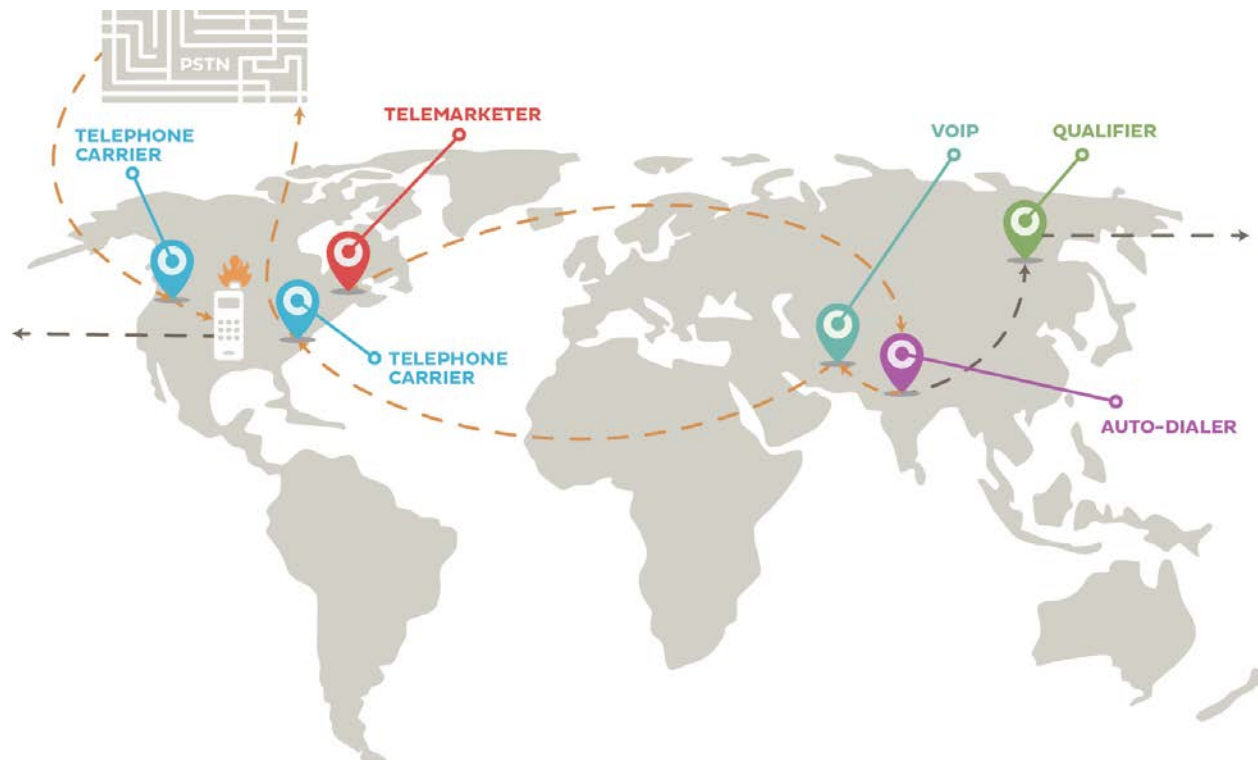 PSTN
TELEPHONE
CARRIER
TELEMARKETER
VOIP
QUALIFIER
TELEPHONE
CARRIER
AUTO-DIALER